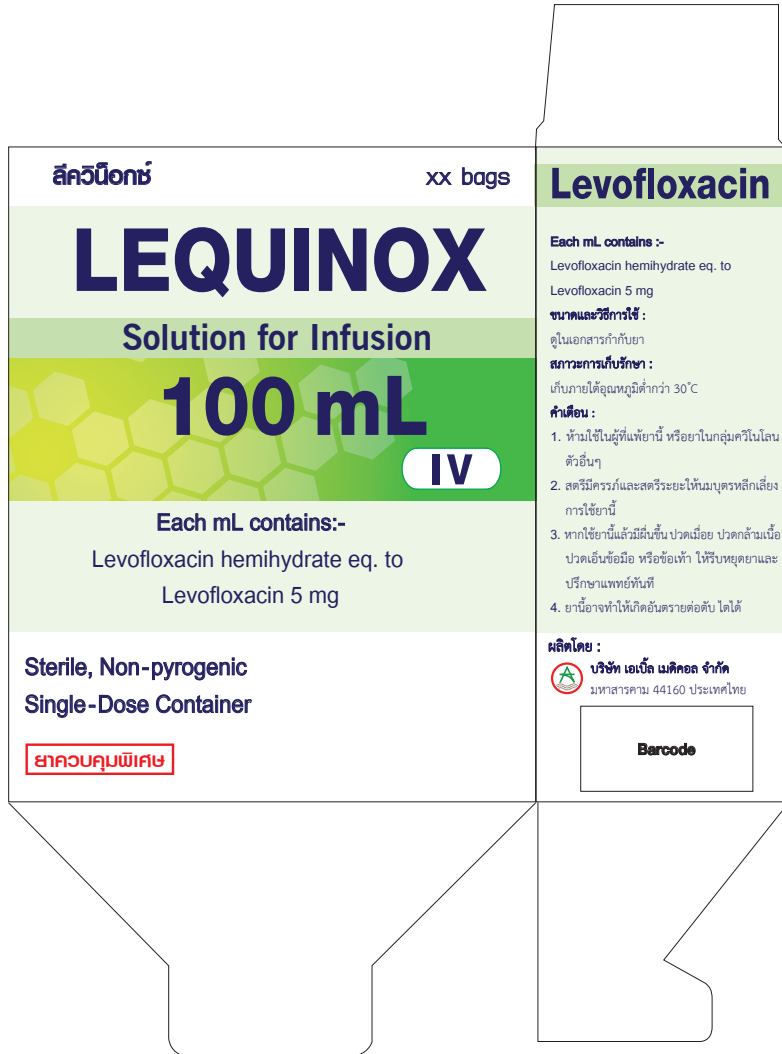 ลีควิน็อกซ์
xx bags
LEQUINOX
Solution for Infusion
100 mL
IV
Each mL contains:-
Levofloxacin hemihydrate eq. to
Levofloxacin 5 mg
Sterile, Non-pyrogenic
Single-Dose Container
ยาควบคุมพิเศษ
Levofloxacin
Each mL contains :-
Levofloxacin hemihydrate eq. to
Levofloxacin 5 mg
ขนาดและวิธีการใช้ :
ดูในเอกสารกำกับยา
สภาวะการเก็บรักษา :
เก็บภายใต้อุณหภูมิต่ำกว่า 30˚C
คำเตือน :
1. ห้ามใช้ในผู้ที่แพ้ยานี้ หรือยาในกลุ่มควิโนโลน
ตัวอื่นๆ
2. สตรีมีครรภ์และสตรีระยะให้นมบุตรหลีกเลี่ยง
การใช้ยานี้
3. หากใช้ยานี้แล้วมีผื่นขึ้น ปวดเมื่อย ปวดกล้ามเนื้อ
ปวดเอ็นข้อมือ หรือข้อเท้า ให้รีบหยุดยาและ
ปรึกษาแพทย์ทันที
4. ยานี้อาจทำให้เกิดอันตรายต่อตับ ไตได้
ผลิตโดย :
บริษัท เอเบิ้ล เมดิคอล จำกัด
มหาสารคาม 44160 ประเทศไทย
Barcode